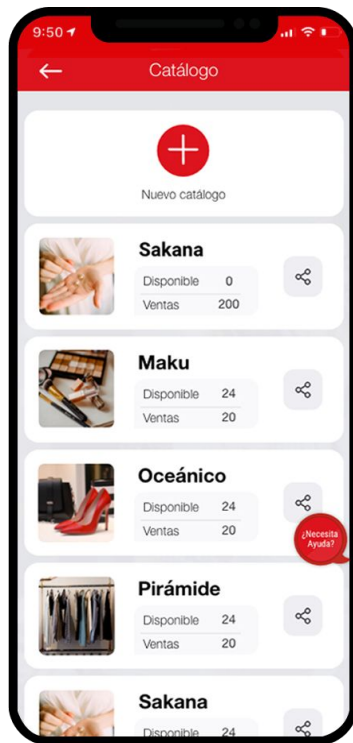 9:50
Catálogo
Nuevo catálogo
Sakana
Disponible 0
Ventas 200
Maku
Disponible 24
Ventas 20
Oceánico
Disponible 24
Ventas 20
¿Necesita
Ayuda?
Pirámide
Disponible 24
Ventas 20
Sakana
Disponible 24